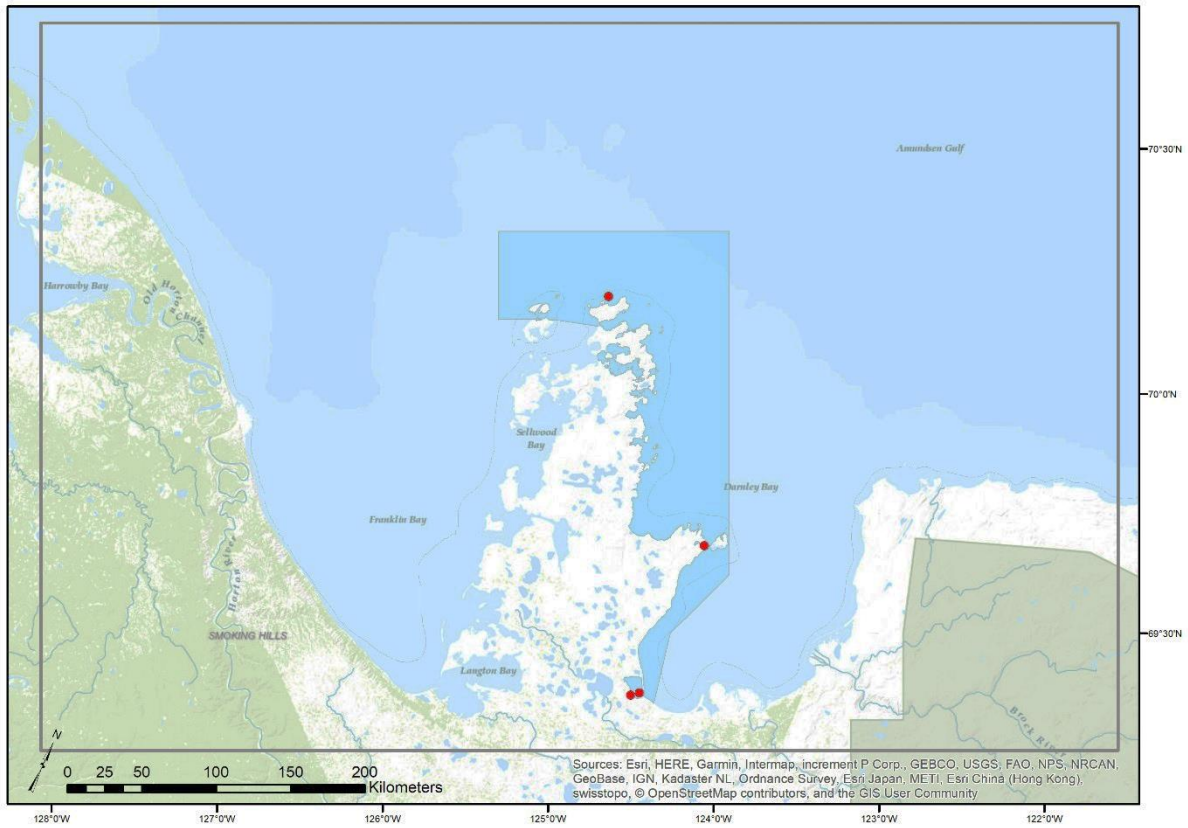 Amundsen Gulf
70°30'N
Harrowby Bay
Old Horton Channel
70°0'N
Sellwood
Bay
Darnley Bay
Franklin Bay
Horton River
SMOKING HILLS
69°30'N
Langton Bay
Brock River
N
0 25 50 100 150 200
Kilometers
Sources: Esri, HERE, Garmin, Intermap, increment P Corp., GEBCO, USGS, FAO, NPS, NRCAN,
GeoBase, IGN, Kadaster NL, Ordnance Survey, Esri Japan, METI, Esri China (Hong Kong),
swisstopo, © OpenStreetMap contributors, and the GIS User Community
128°0'W 127°0'W 126°0'W 125°0'W 124°0'W 123°0'W 122°0'W